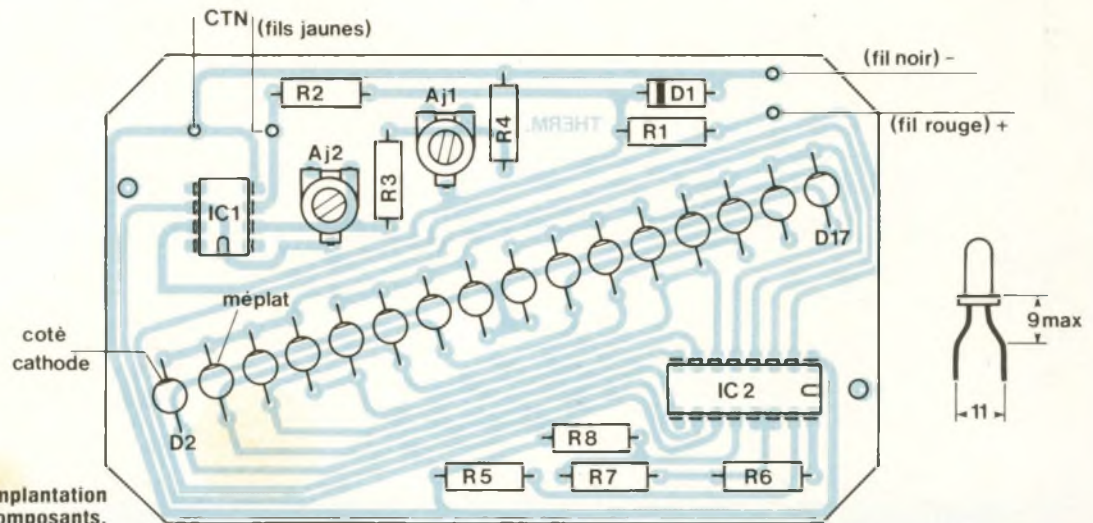 CTN (fils jaunes)
(fil noir) -
(fil rouge) +
R2
Aj1
R4
D1
R1
THERM.
Aj2
R3
IC1
D17
méplat
coté
cathode
D2
9max
11
IC 2
R8
R5
R7
R6
mplantation
omposants.